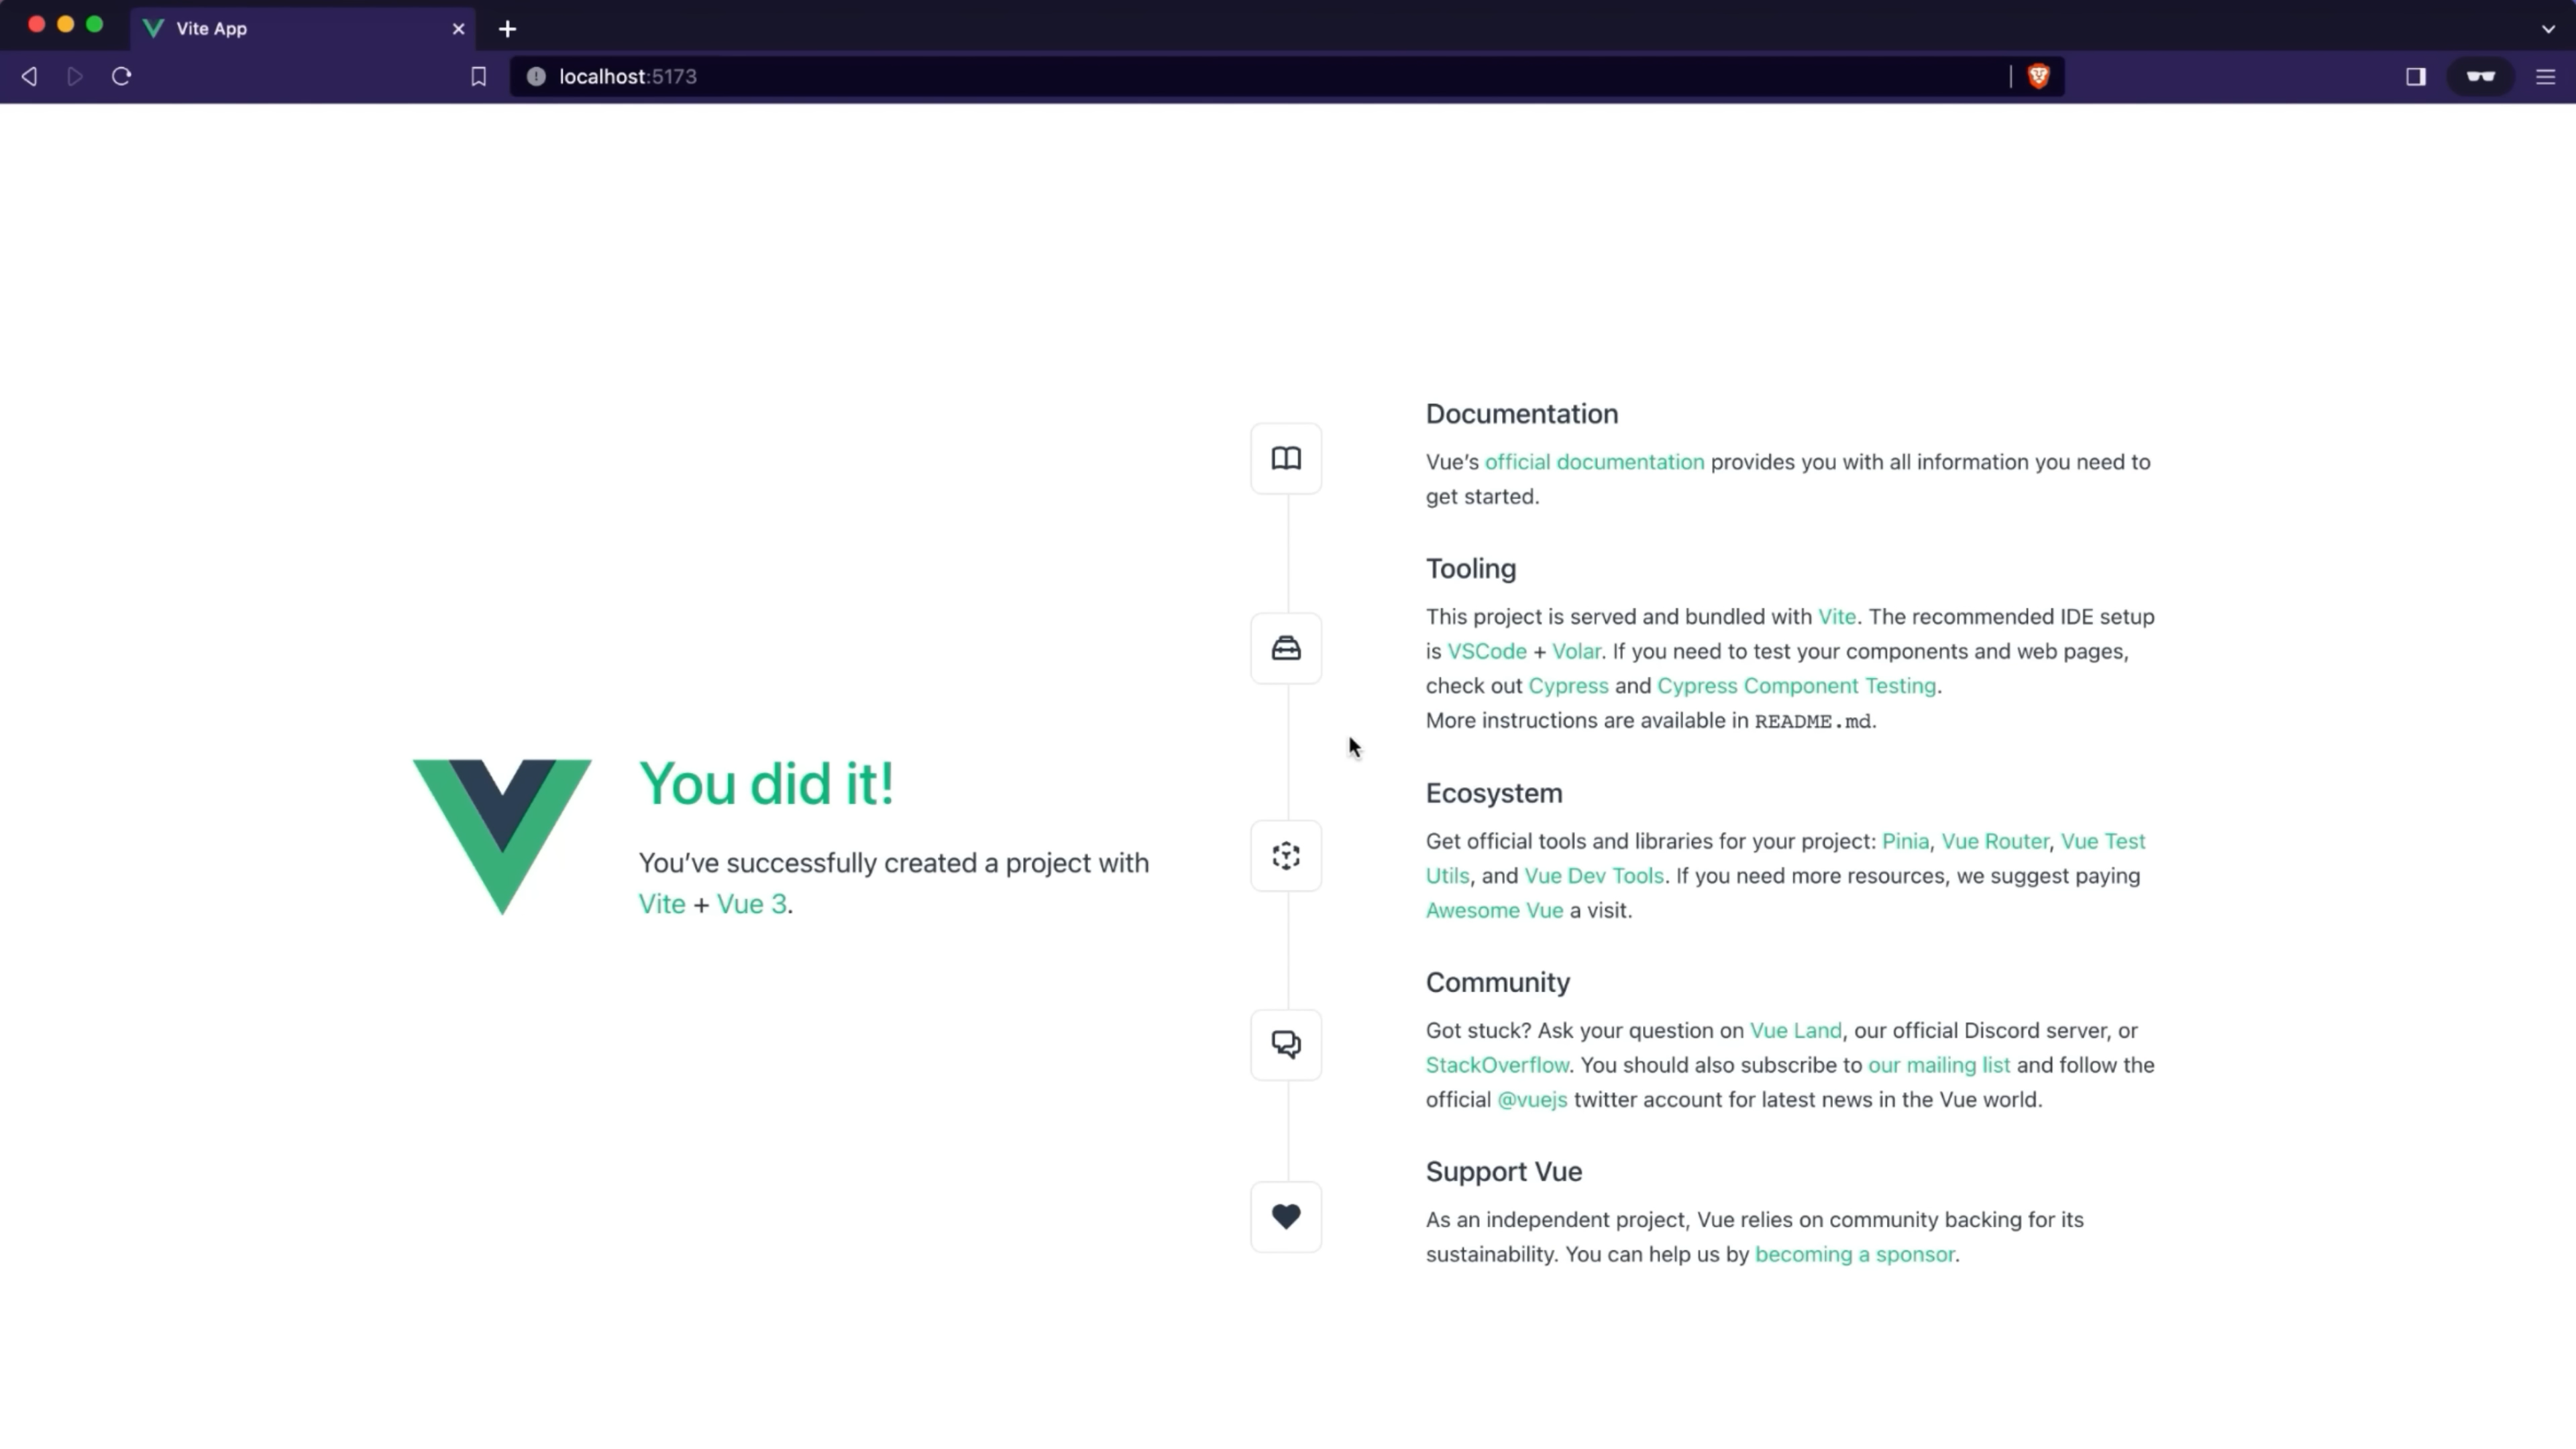 Vite App
localhost:5173
You did it!
You’ve successfully created a project with
Vite + Vue 3.
Documentation
Vue’s official documentation provides you with all information you need to
get started.
Tooling
This project is served and bundled with Vite. The recommended IDE setup
is VSCode + Volar. If you need to test your components and web pages,
check out Cypress and Cypress Component Testing.
More instructions are available in README.md.
Ecosystem
Get official tools and libraries for your project: Pinia, Vue Router, Vue Test
Utils, and Vue Dev Tools. If you need more resources, we suggest paying
Awesome Vue a visit.
Community
Got stuck? Ask your question on Vue Land, our official Discord server, or
StackOverflow. You should also subscribe to our mailing list and follow the
official @vuejs twitter account for latest news in the Vue world.
Support Vue
As an independent project, Vue relies on community backing for its
sustainability. You can help us by becoming a sponsor.